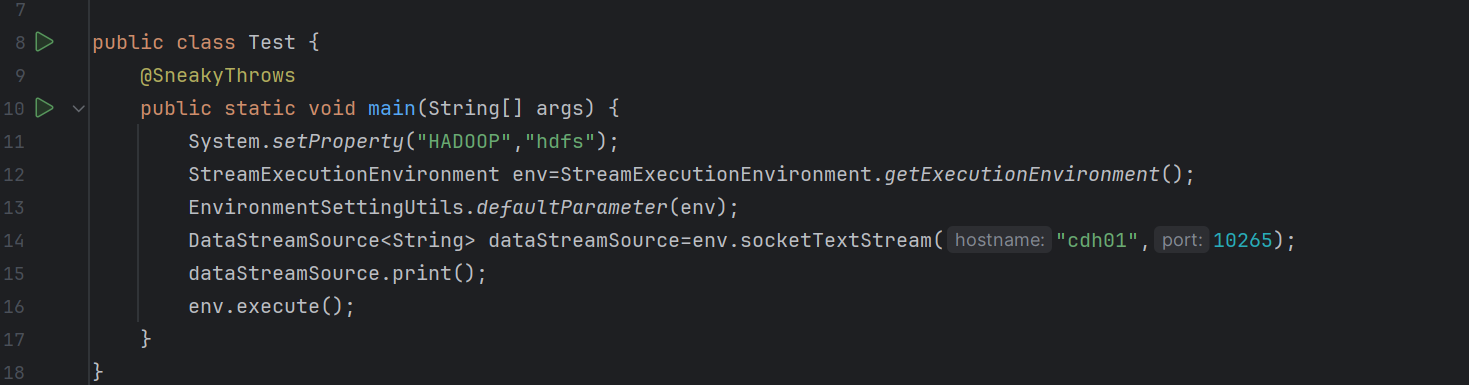 7
8 public class Test {
9 @SneakyThrows
10 public static void main(String[] args) {
11 System.setProperty("HADOOP","hdfs");
12 StreamExecutionEnvironment env=StreamExecutionEnvironment.getExecutionEnvironment();
13 EnvironmentSettingUtils.defaultParameter(env);
14 DataStreamSource<String> dataStreamSource=env.socketTextStream( hostname: "cdh01", port: 10265);
15 dataStreamSource.print();
16 env.execute();
17 }
18 }